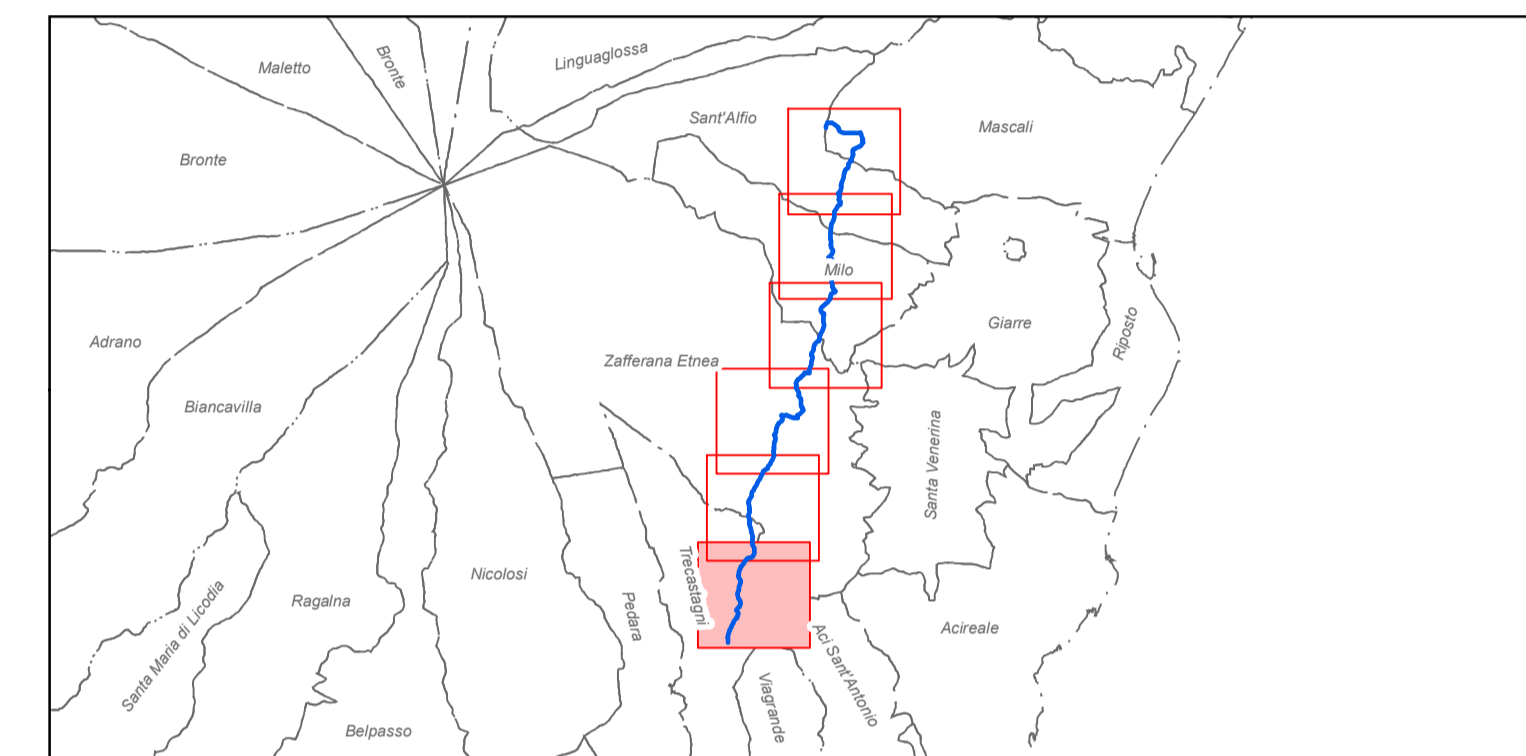 Linguaglossa
Maletto
Bronte
Sant'Alfio
Mascali
Bronte
Milo
Giarre
Riposto
Adrano
Zafferana Etnea
Biancavilla
Santa Venerina
Nicolosi
Trecastagni
Ragalna
Pedara
Acireale
Santa Maria di Licodia
Aci Sant'Antonio
Viagrande
Belpasso